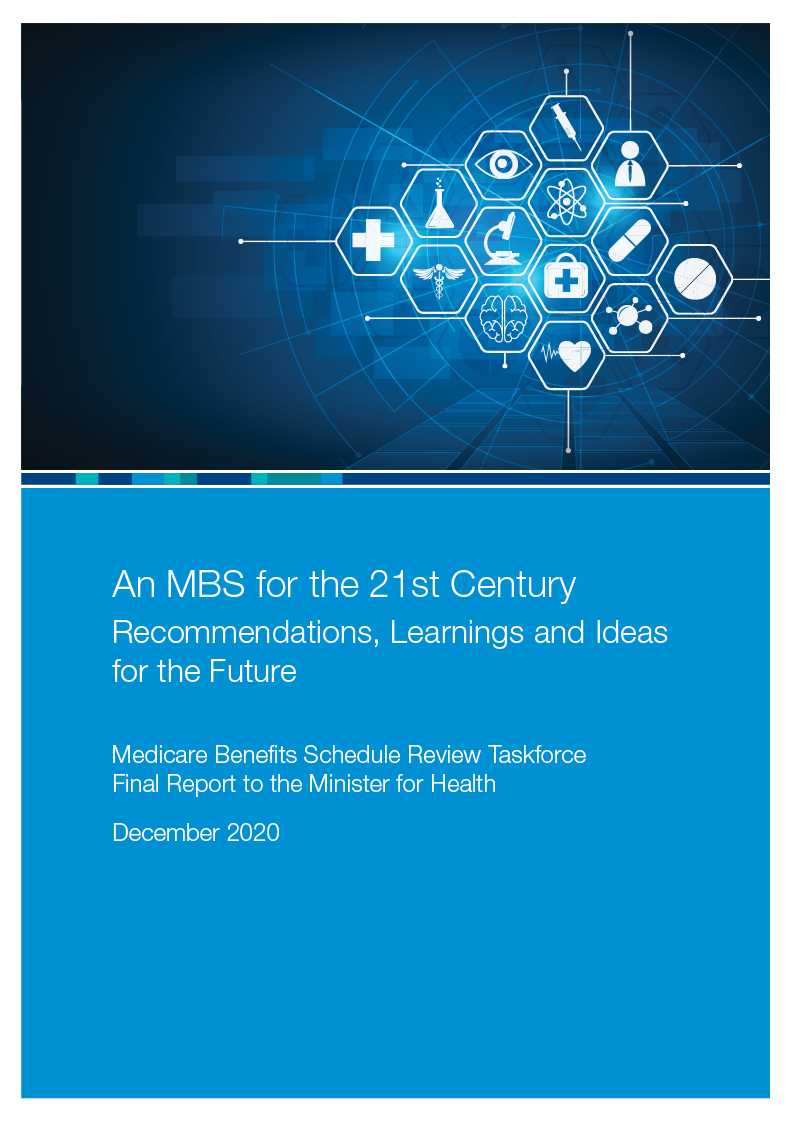 An MBS for the 21st Century
Recommendations, Learnings and Ideas
for the Future
Medicare Benefits Schedule Review Taskforce
Final Report to the Minister for Health
December 2020